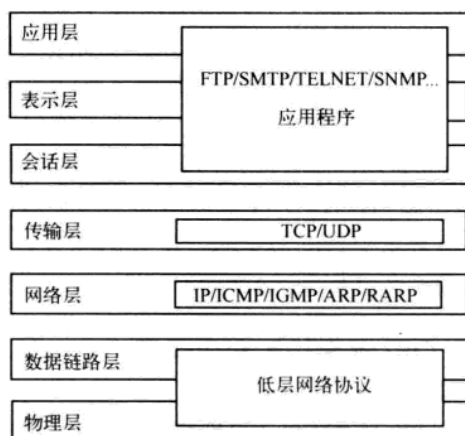 应用层
FTP/SMTP/TELNET/SNMP...
应用程序
表示层
会话层
传输层
TCP/UDP
网络层
IP/ICMP/IGMP/ARP/RARP
数据链路层
低层网络协议
物理层